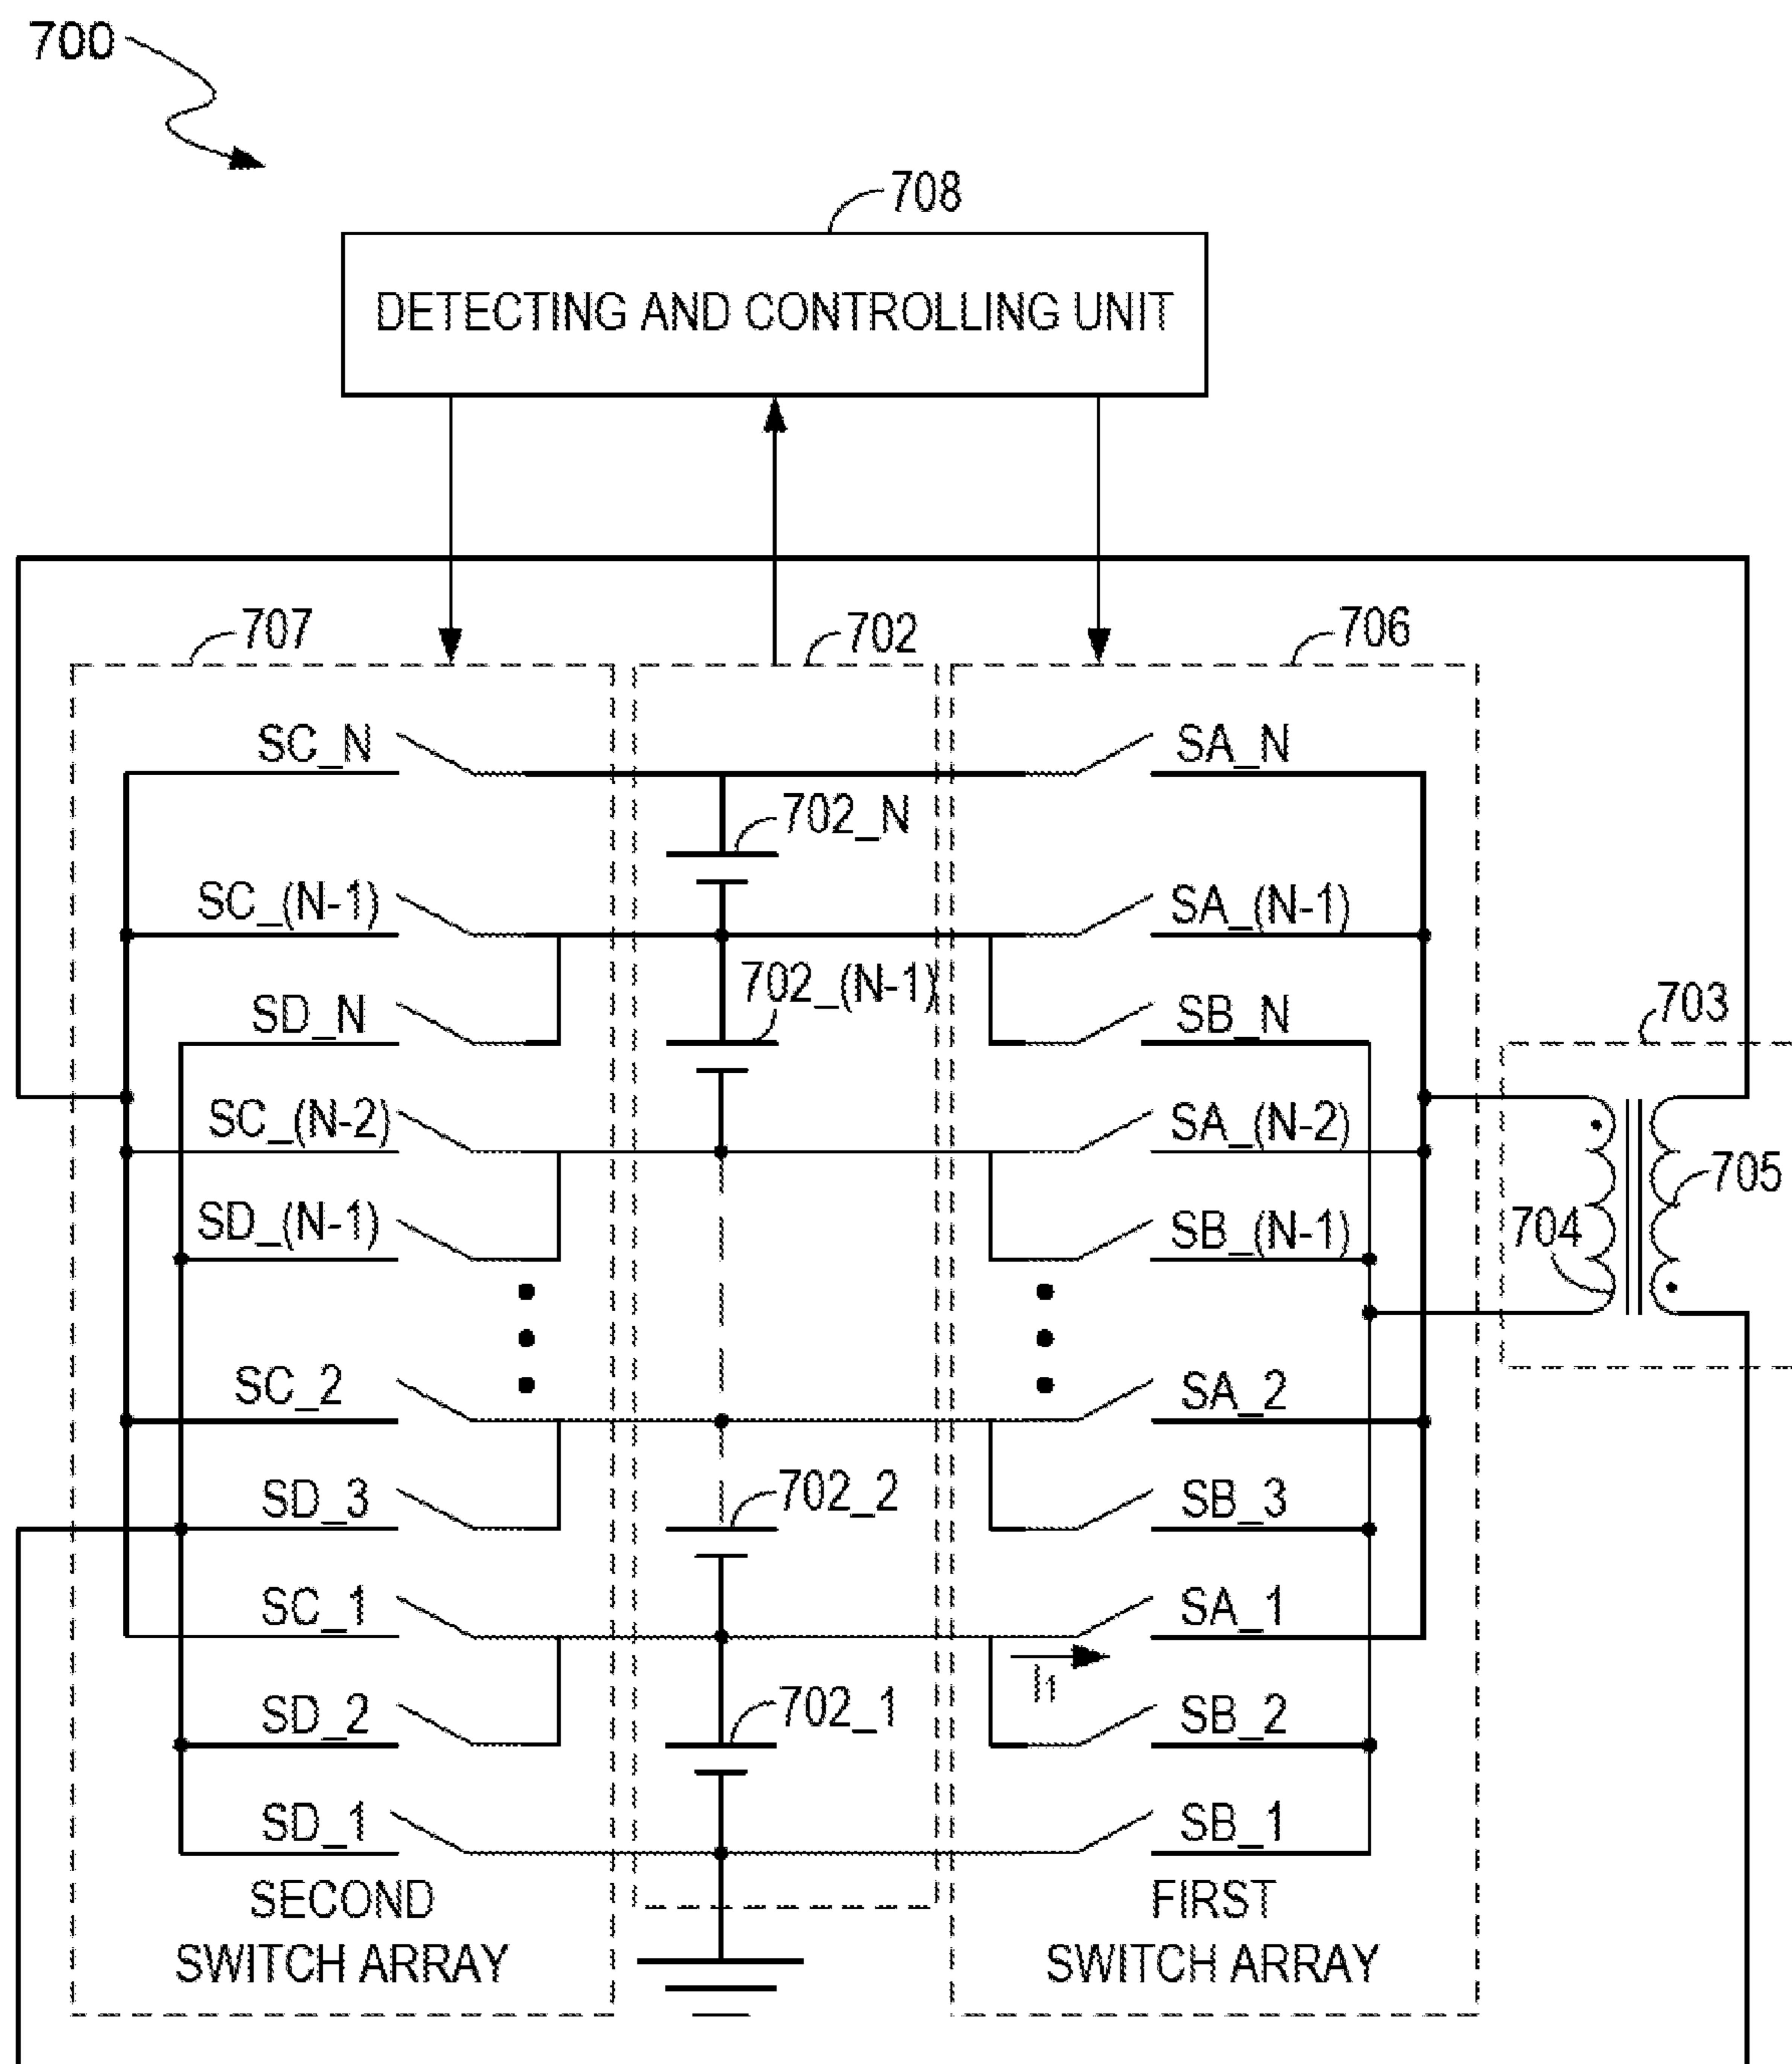 700
708
DETECTING AND CONTROLLING UNIT
707
702
706
SC_N
SA_N
702_N
SC_(N-1)
SA_(N-1)
702_(N-1)
SD_N
SB_N
703
SC_(N-2)
SA_(N-2)
705
SD_(N-1)
SB_(N-1)
704
SC_2
SA_2
702_2
SD_3
SB_3
SC_1
SA_1
I1
702_1
SD_2
SB_2
SD_1
SB_1
SECOND
SWITCH ARRAY
FIRST
SWITCH ARRAY